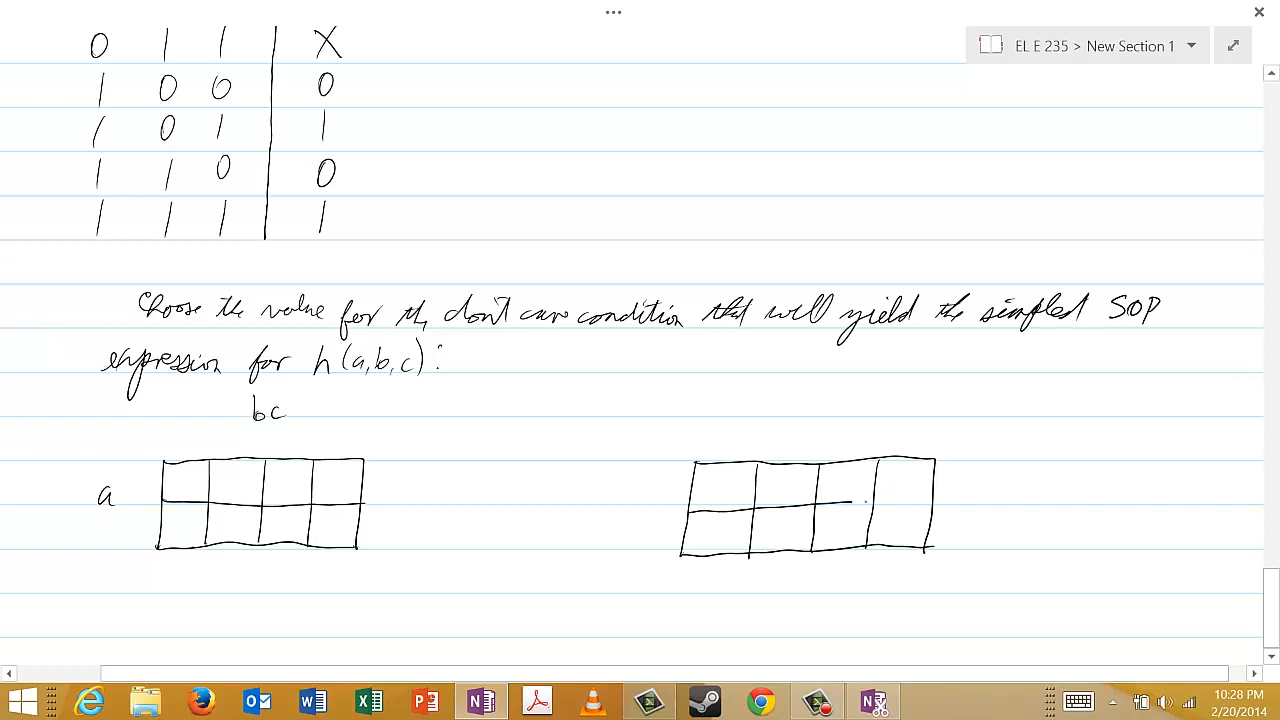 ...
EL E 235 > New Section 1
0 1 1 X
1 0 0 0
1 0 1 1
1 1 0 0
1 1 1 1
Choose the value for the don't care condition that will yield the simplest SOP
expression for h(a,b,c):
bc
a
10:28 PM
2/20/2014